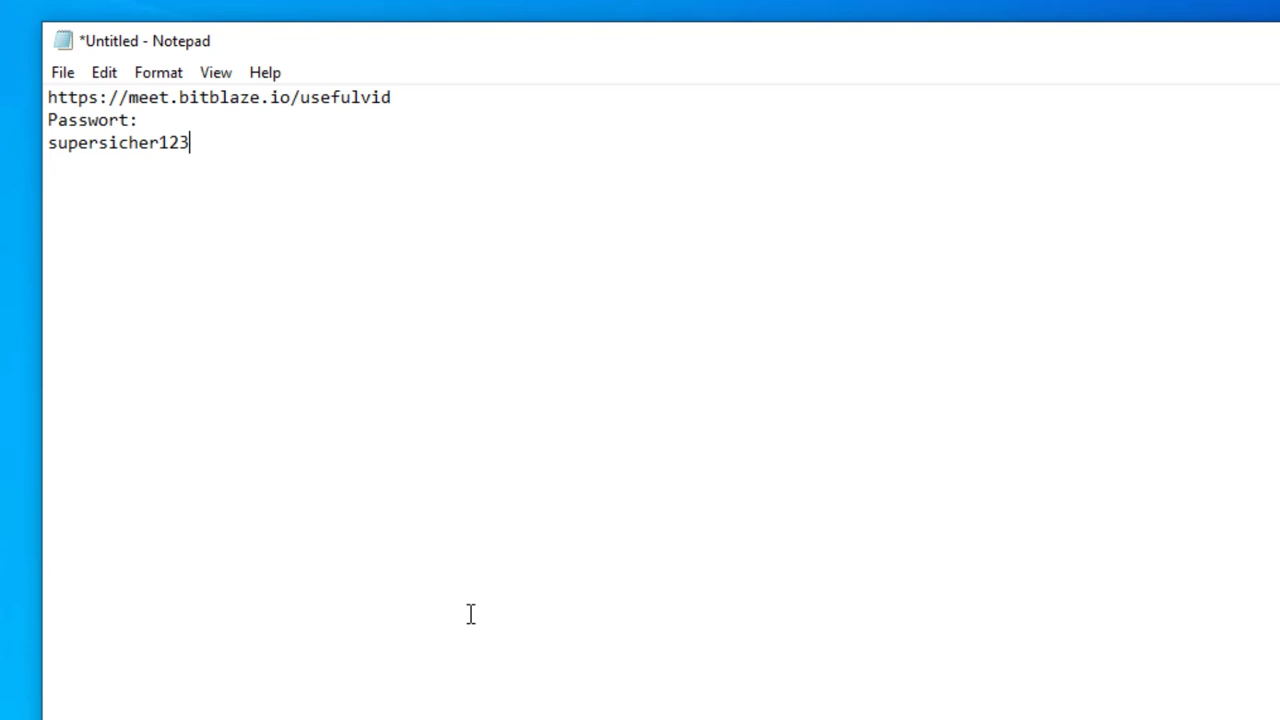 *Untitled - Notepad
File Edit Format View Help
https://meet.bitblaze.io/usefulvid
Passwort:
supersicher123